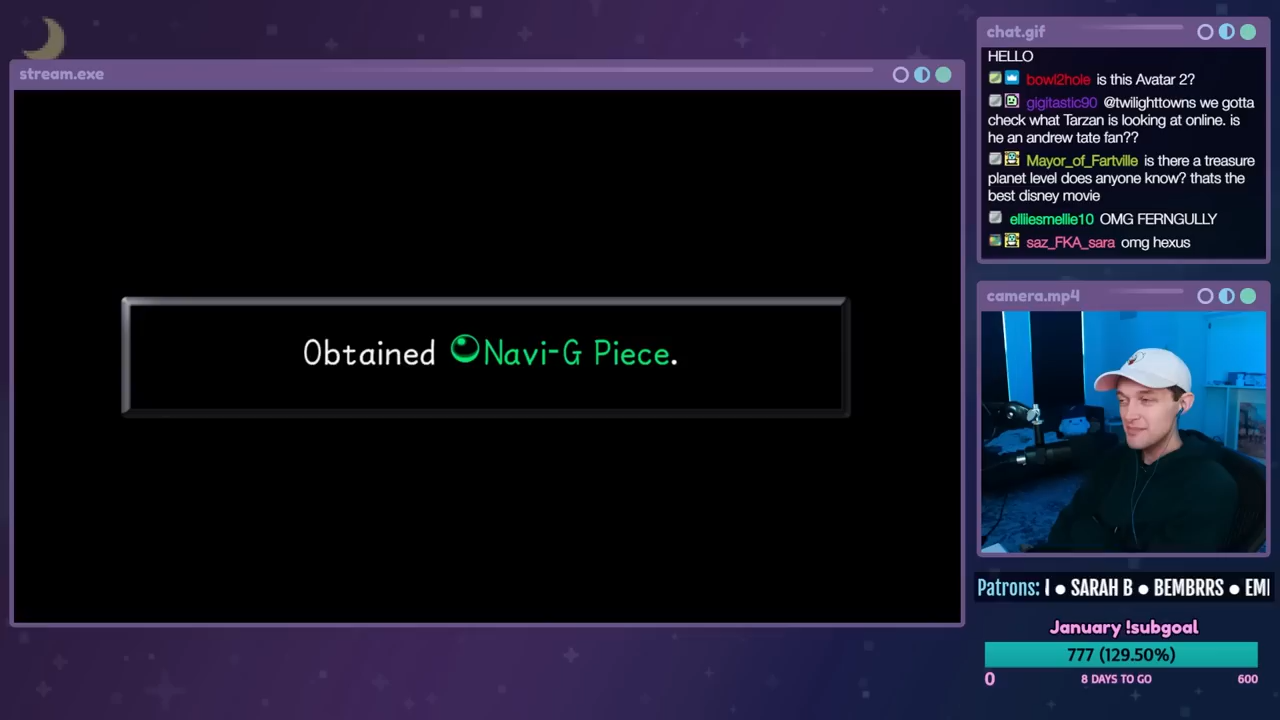 stream.exe
Obtained Navi-G Piece.
chat.gif
HELLO
bowl2hole is this Avatar 2?
gigitastic90 @twilighttowns we gotta
check what Tarzan is looking at online. is
he an andrew tate fan??
Mayor_of_Fartville is there a treasure
planet level does anyone know? thats the
best disney movie
ellliesmellie10 OMG FERNGULLY
saz_FKA_sara omg hexus
camera.mp4
Patrons: ● SARAH B ● BEMBRRS ●
January !subgoal
777 (129.50%)
0 8 DAYS TO GO 600